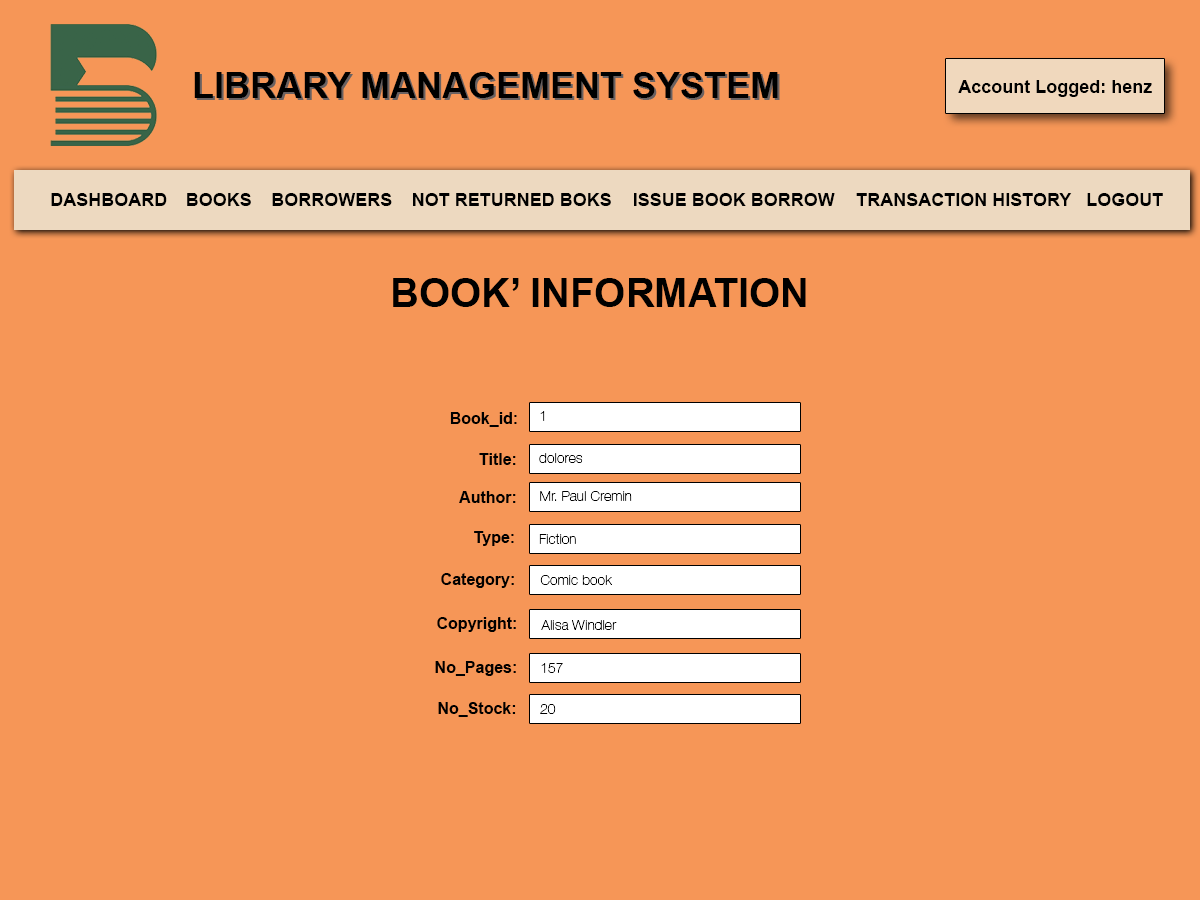 LIBRARY MANAGEMENT SYSTEM
Account Logged: henz
DASHBOARD BOOKS BORROWERS NOT RETURNED BOKS ISSUE BOOK BORROW TRANSACTION HISTORY LOGOUT
BOOK’ INFORMATION
Book_id: 1
Title: dolores
Author: Mr. Paul Cremin
Type: Fiction
Category: Comic book
Copyright: Alisa Windler
No_Pages: 157
No_Stock: 20